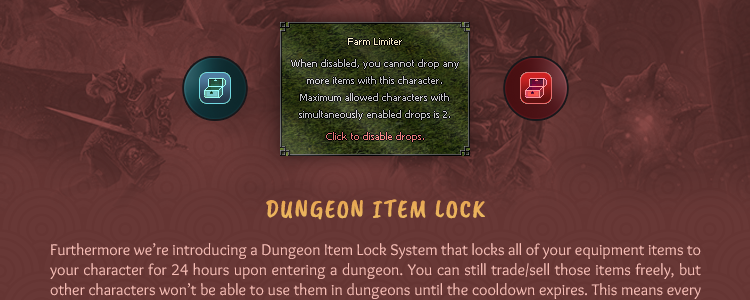 Farm Limiter
When disabled, you cannot drop any
more items with this character.
Maximum allowed characters with
simultaneously enabled drops is 2.
Click to disable drops.
DUNGEON ITEM LOCK
Furthermore we're introducing a Dungeon Item Lock System that locks all of your equipment items to
your character for 24 hours upon entering a dungeon. You can still trade/sell those items freely, but
other characters won't be able to use them in dungeons until the cooldown expires. This means every